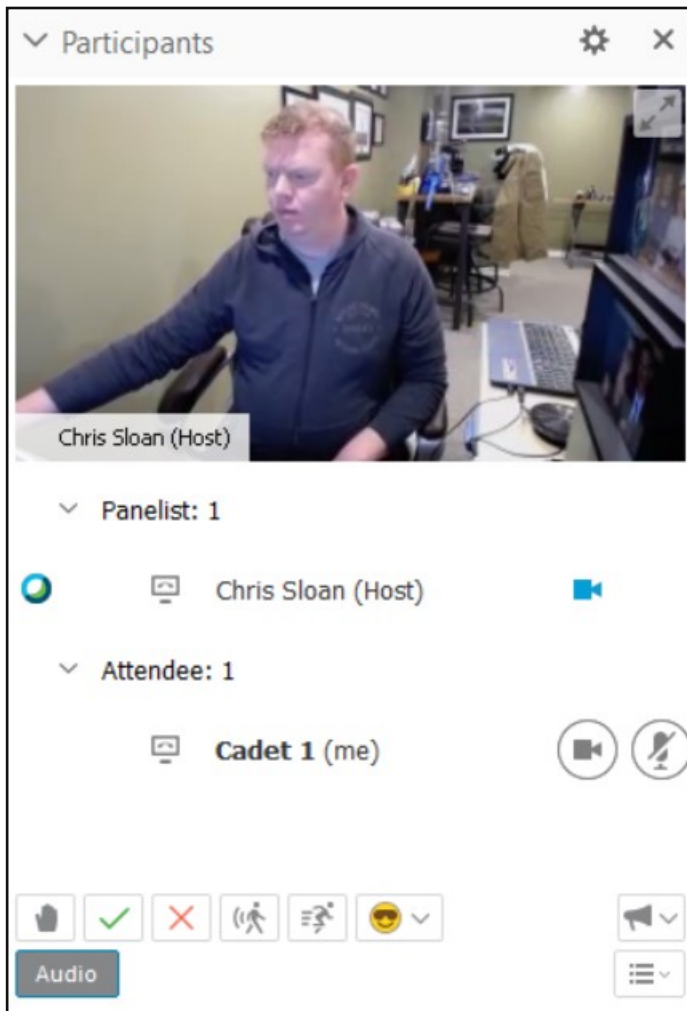 Participants
Chris Sloan (Host)
Panelist: 1
Chris Sloan (Host)
Attendee: 1
Cadet 1 (me)
Audio